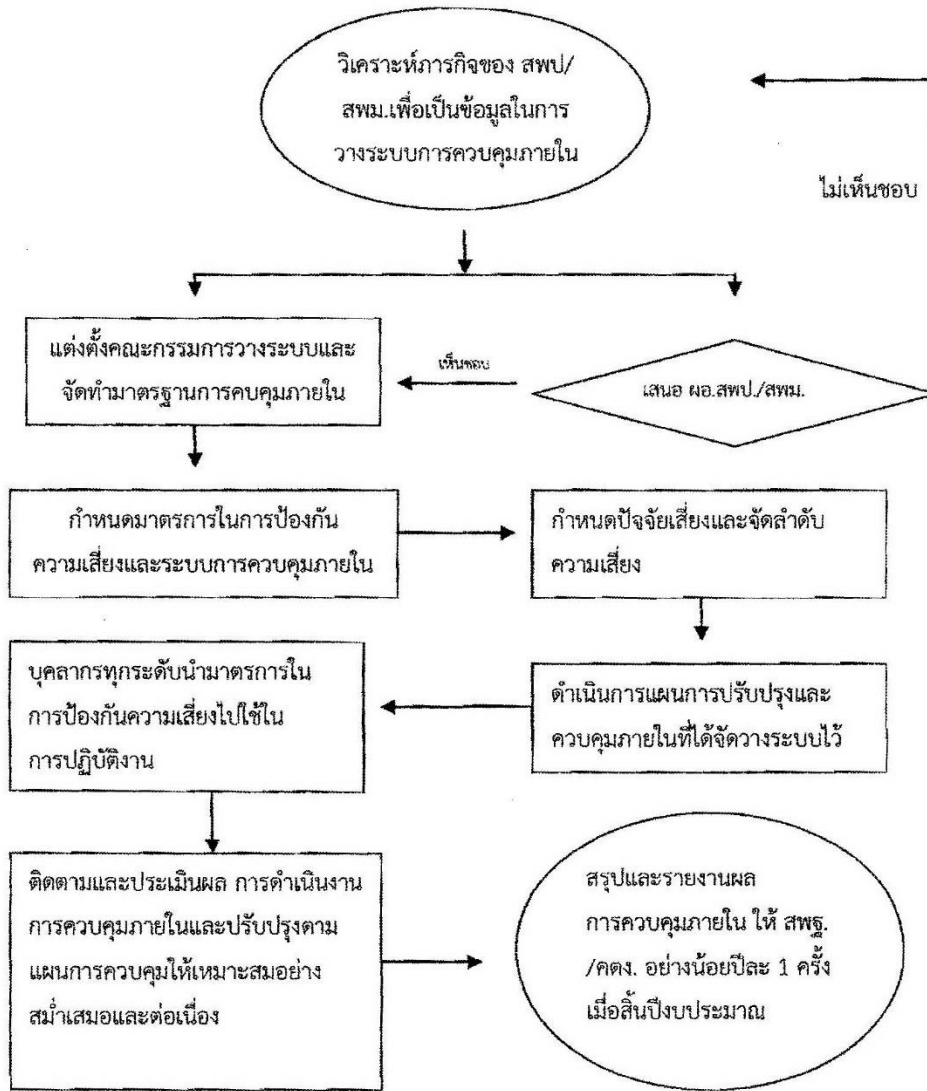 วิเคราะห์ภารกิจของ สพป/
สพม.เพื่อเป็นข้อมูลในการ
วางระบบการควบคุมภายใน
ไม่เห็นชอบ
แต่งตั้งคณะกรรมการวางระบบและ
จัดทำมาตรฐานการคบคุมภายใน
เห็นชอบ
เสนอ ผอ.สพป./สพม.
กำหนดมาตรการในการป้องกัน
ความเสี่ยงและระบบการควบคุมภายใน
กำหนดปัจจัยเสี่ยงและจัดลำดับ
ความเสี่ยง
บุคลากรทุกระดับนำมาตรการใน
การป้องกันความเสี่ยงไปใช้ใน
การปฏิบัติงาน
ดำเนินการแผนการปรับปรุงและ
ควบคุมภายในที่ได้จัดวางระบบไว้
ติดตามและประเมินผล การดำเนินงาน
การควบคุมภายในและปรับปรุงตาม
แผนการควบคุมให้เหมาะสมอย่าง
สม่ำเสมอและต่อเนื่อง
สรุปและรายงานผล
การควบคุมภายใน ให้ สพฐ.
/คตง. อย่างน้อยปีละ 1 ครั้ง
เมื่อสิ้นปีงบประมาณ